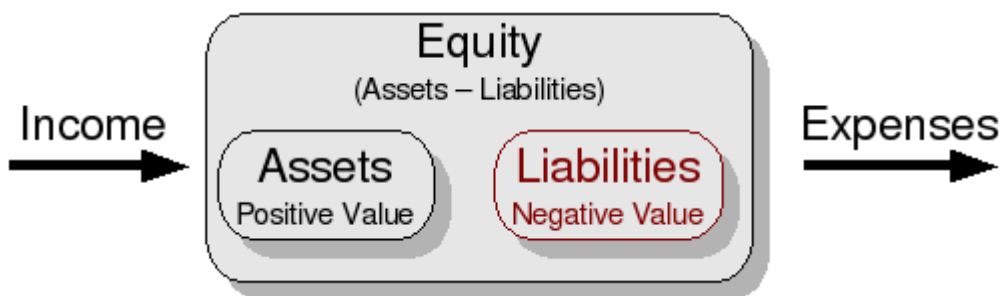 Equity
(Assets – Liabilities)
Income
Expenses
Assets
Liabilities
Positive Value
Negative Value